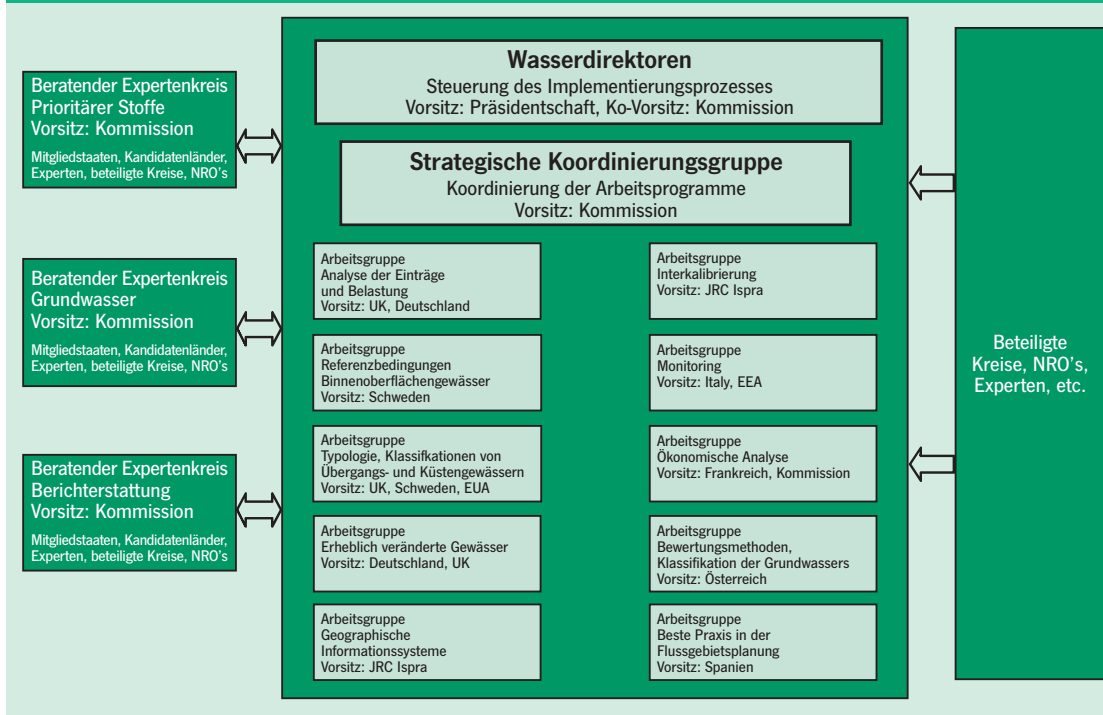 Wasserdirektoren
Steuerung des Implementierungsprozesses
Vorsitz: Präsidentschaft, Ko-Vorsitz: Kommission
Strategische Koordinierungsgruppe
Koordinierung der Arbeitsprogramme
Vorsitz: Kommission
Beratender Expertenkreis
Prioritärer Stoffe
Vorsitz: Kommission
Mitgliedstaaten, Kandidatenländer,
Experten, beteiligte Kreise, NRO's
Beratender Expertenkreis
Grundwasser
Vorsitz: Kommission
Mitgliedstaaten, Kandidatenländer,
Experten, beteiligte Kreise, NRO's
Beratender Expertenkreis
Berichterstattung
Vorsitz: Kommission
Mitgliedstaaten, Kandidatenländer,
Experten, beteiligte Kreise, NRO's
Arbeitsgruppe
Analyse der Einträge
und Belastung
Vorsitz: UK, Deutschland
Arbeitsgruppe
Referenzbedingungen
Binnenoberflächengewässer
Vorsitz: Schweden
Arbeitsgruppe
Typologie, Klassifkationen von
Übergangs- und Küstengewässern
Vorsitz: UK, Schweden, EUA
Arbeitsgruppe
Erheblich veränderte Gewässer
Vorsitz: Deutschland, UK
Arbeitsgruppe
Geographische
Informationssysteme
Vorsitz: JRC Ispra
Arbeitsgruppe
Interkalibrierung
Vorsitz: JRC Ispra
Arbeitsgruppe
Monitoring
Vorsitz: Italy, EEA
Arbeitsgruppe
Ökonomische Analyse
Vorsitz: Frankreich, Kommission
Arbeitsgruppe
Bewertungsmethoden,
Klassifikation der Grundwassers
Vorsitz: Österreich
Arbeitsgruppe
Beste Praxis in der
Flussgebietsplanung
Vorsitz: Spanien
Beteiligte
Kreise, NRO's,
Experten, etc.